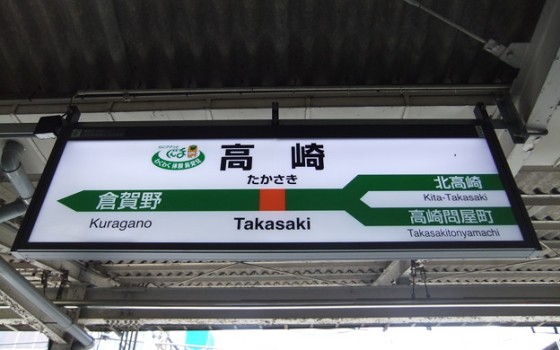 高崎
たかさき
倉賀野
Kuragano
Takasaki
北高崎
Kita-Takasaki
高崎問屋町
Takasakitonyamachi